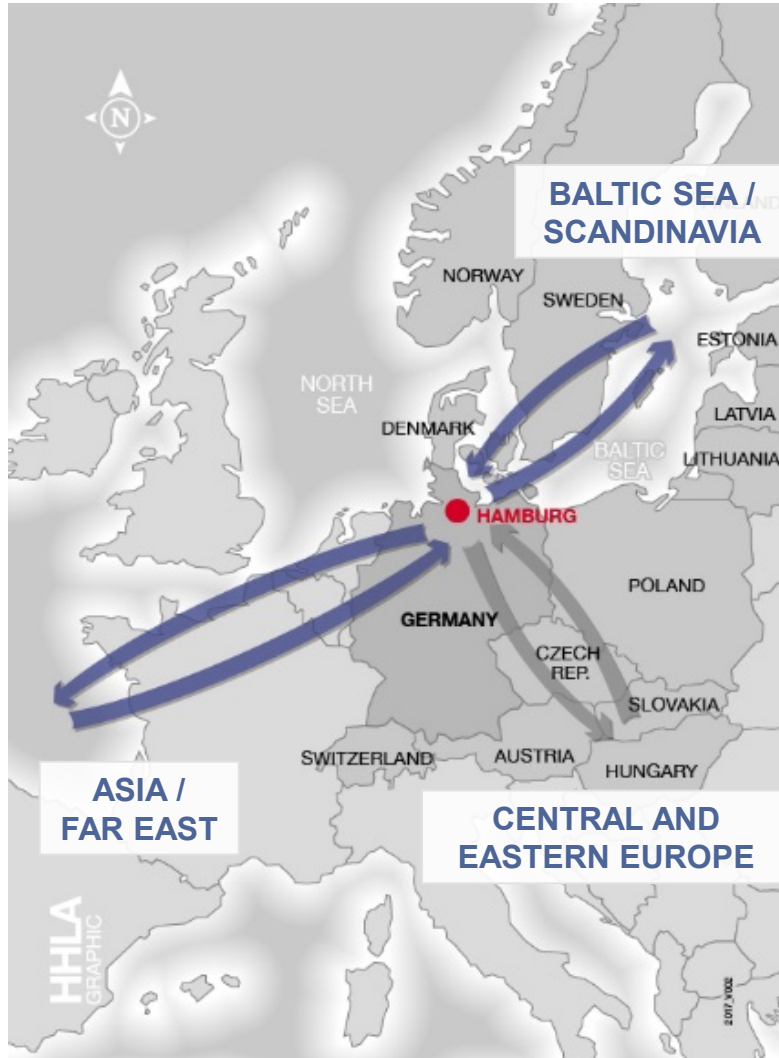 N
BALTIC SEA /
SCANDINAVIA
NORWAY
SWEDEN
ESTONIA
NORTH
SEA
LATVIA
DENMARK
BALTIC
SEA
LITHUANIA
HAMBURG
POLAND
GERMANY
CZECH
REP.
SLOVAKIA
SWITZERLAND
AUSTRIA
HUNGARY
ASIA /
FAR EAST
CENTRAL AND
EASTERN EUROPE
HHLA
GRAPHIC
2017_V002